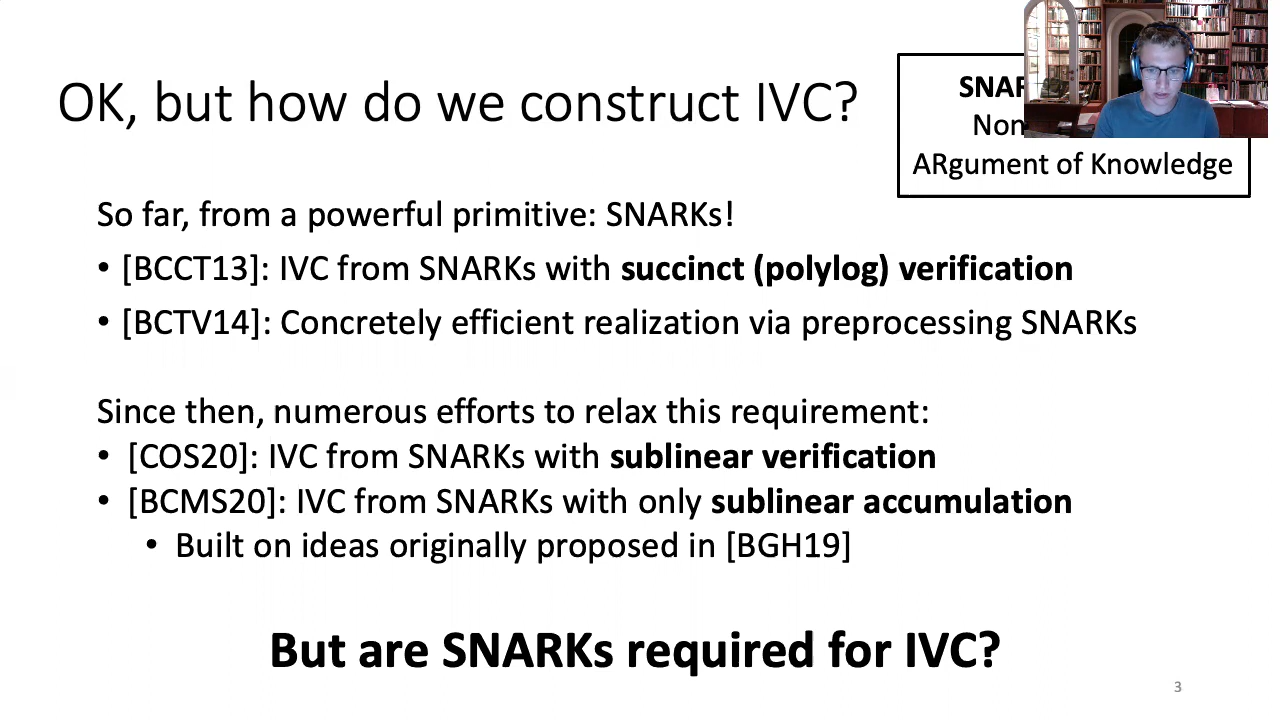 OK, but how do we construct IVC?
ARgument of Knowledge
So far, from a powerful primitive: SNARKs!
• [BCCT13]: IVC from SNARKs with succinct (polylog) verification
• [BCTV14]: Concretely efficient realization via preprocessing SNARKs
Since then, numerous efforts to relax this requirement:
• [COS20]: IVC from SNARKs with sublinear verification
• [BCMS20]: IVC from SNARKs with only sublinear accumulation
• Built on ideas originally proposed in [BGH19]
But are SNARKs required for IVC?
3